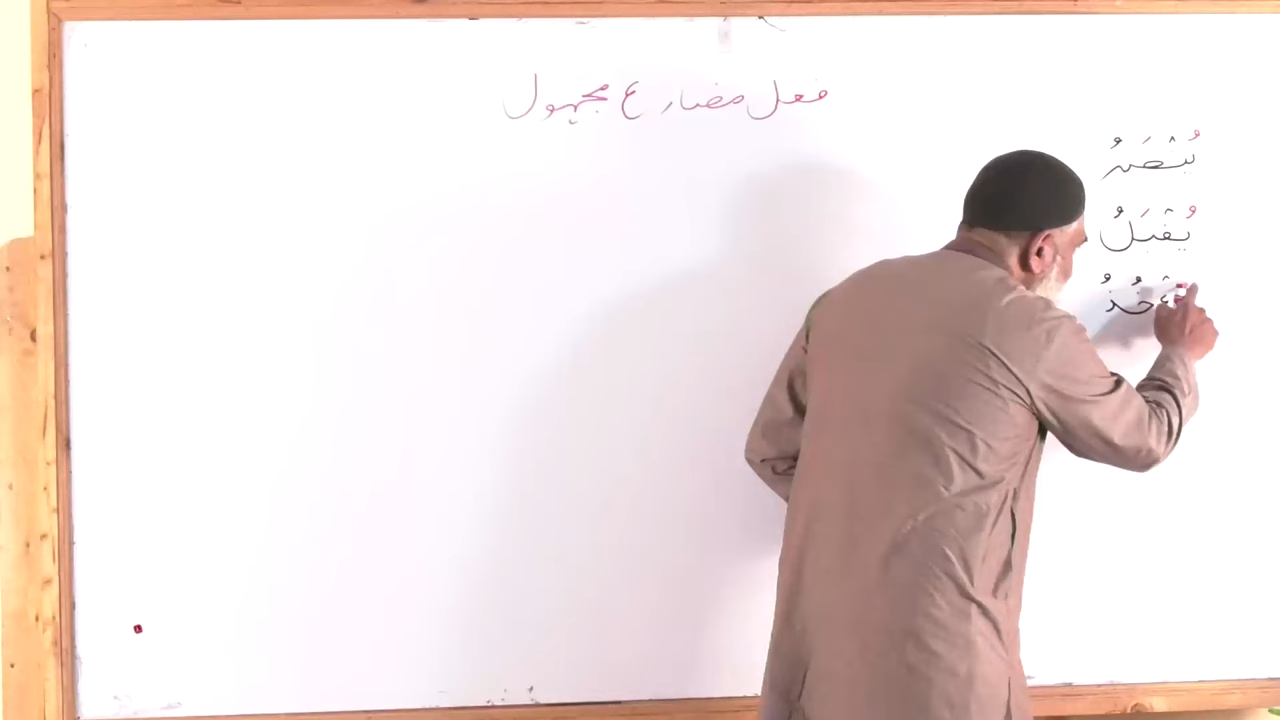 فعل مضارع مجهول
يُنْصَرُ
يُقْبَلُ